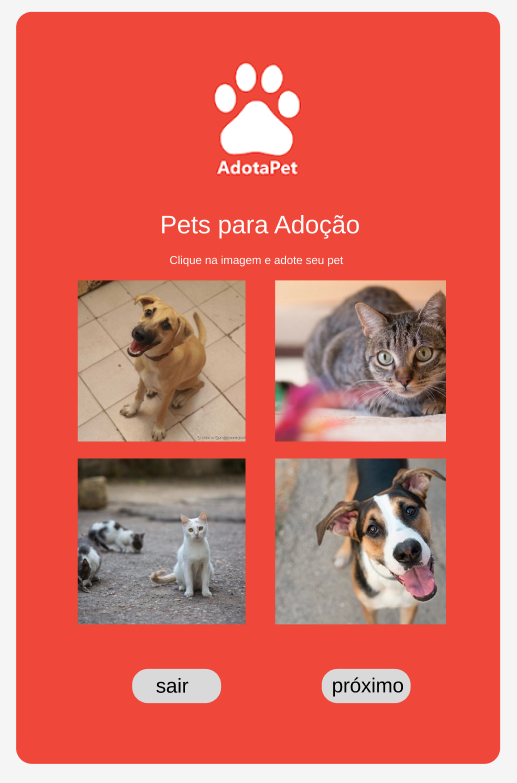 AdotaPet
Pets para Adoção
Clique na imagem e adote seu pet
sair
próximo